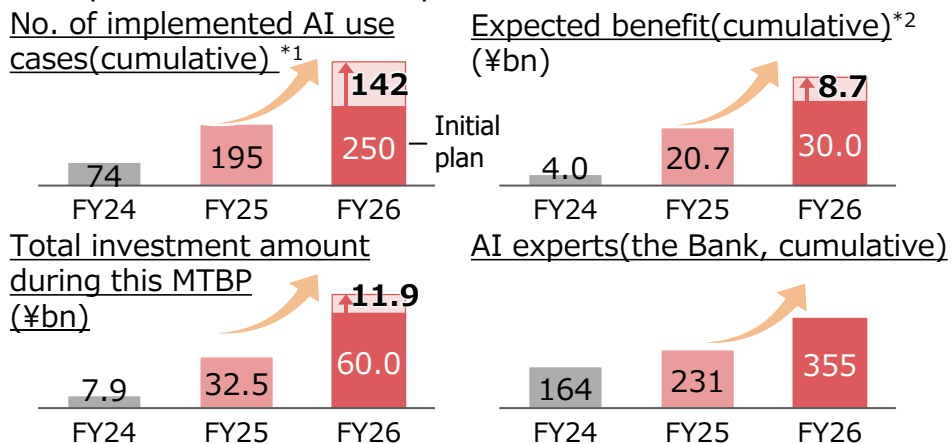 No. of implemented AI use
cases(cumulative) *1
142
74
195
250
Initial
plan
FY24
FY25
FY26
Expected benefit(cumulative)*2
(¥bn)
8.7
4.0
20.7
30.0
FY24
FY25
FY26
Total investment amount
during this MTBP
(¥bn)
11.9
7.9
32.5
60.0
FY24
FY25
FY26
AI experts(the Bank, cumulative)
164
231
355
FY24
FY25
FY26